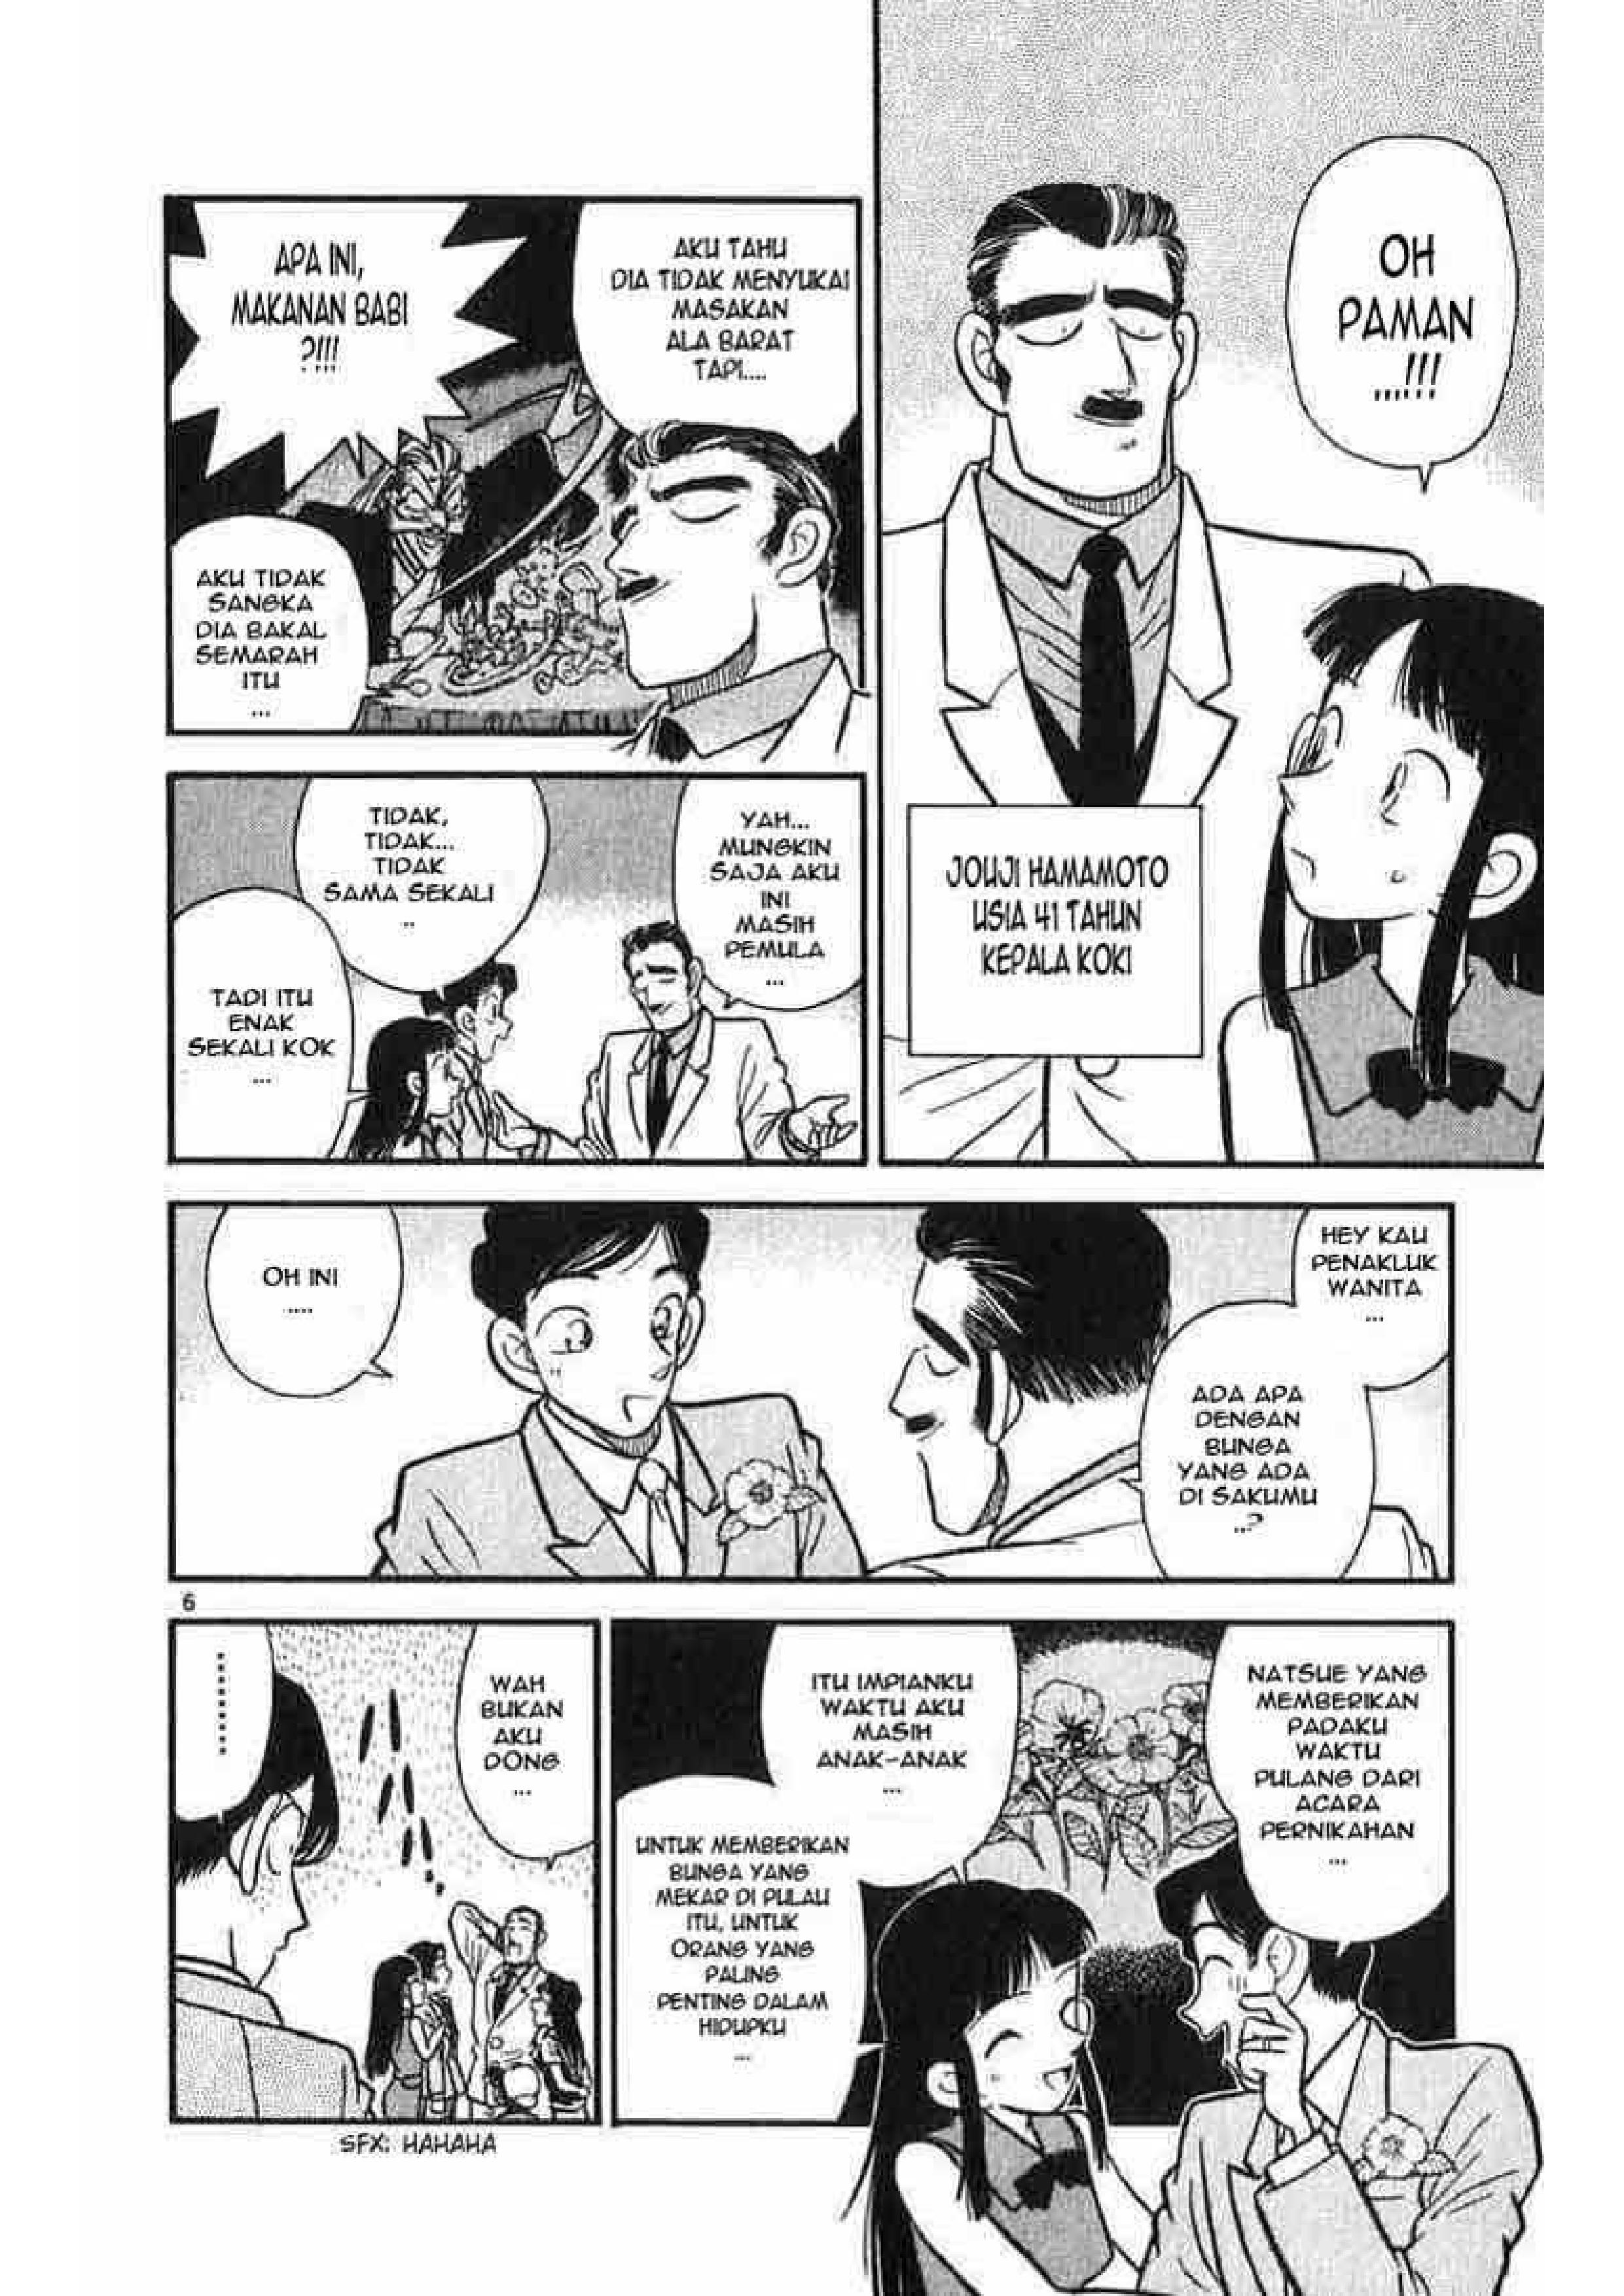 OH
PAMAN
......!!!
JOUJI HAMAMOTO
USIA 41 TAHUN
KEPALA KOKI
AKU TAHU
DIA TIDAK MENYUKAI
MASAKAN
ALA BARAT
TAPI....
APA INI,
MAKANAN BABI
?!!!
AKU TIDAK
SANGKA
DIA BAKAL
SEMARAH
ITU
...
YAH...
MUNGKIN
SAJA AKU
INI
MASIH
PEMULA
...
TIDAK,
TIDAK...
TIDAK
SAMA SEKALI
..
TADI ITU
ENAK
SEKALI KOK
...
HEY KAU
PENAKLUK
WANITA
...
ADA APA
DENGAN
BUNGA
YANG ADA
DI SAKUMU
...?
OH INI
....
6
NATSUE YANG
MEMBERIKAN
PADAKU
WAKTU
PULANG DARI
ACARA
PERNIKAHAN
...
ITU IMPIANKU
WAKTU AKU
MASIH
ANAK-ANAK
...
UNTUK MEMBERIKAN
BUNGA YANG
MEKAR DI PULAU
ITU, UNTUK
ORANG YANG
PALING
PENTING DALAM
HIDUPKU
...
WAH
BUKAN
AKU
DONG
...
.........
SFX: HAHAHA